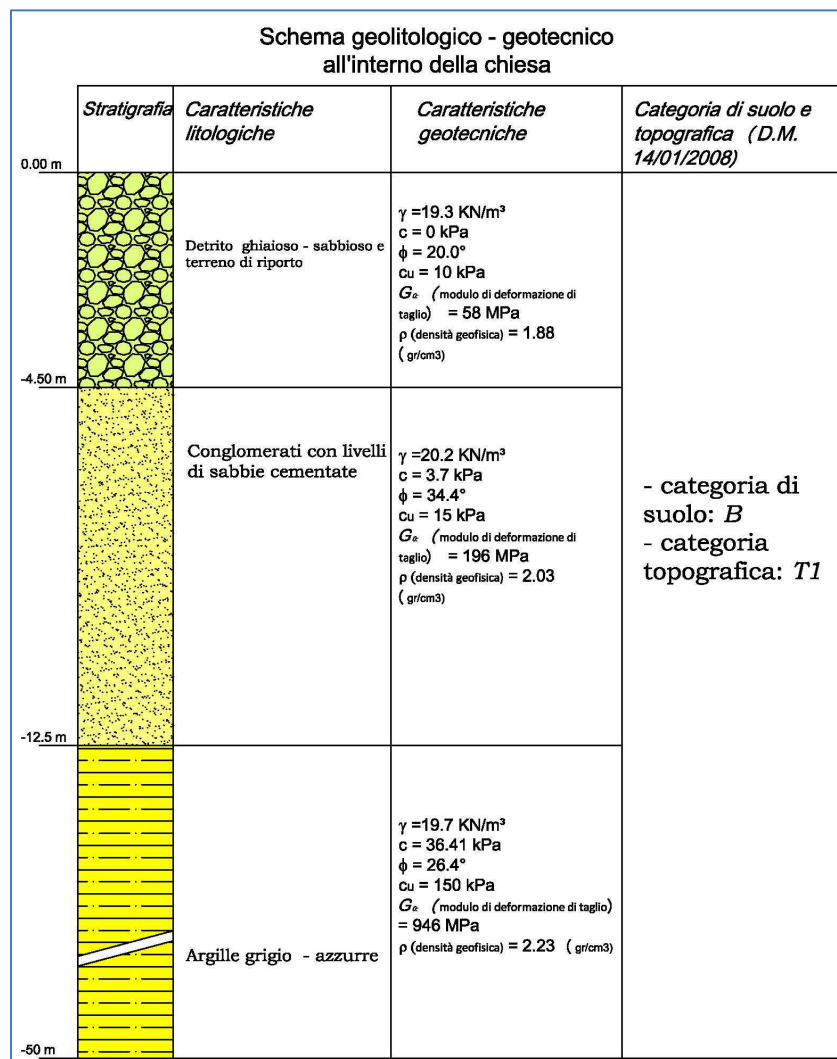 Schema geolitologico - geotecnico
all'interno della chiesa
Stratigrafia
Caratteristiche
litologiche
Caratteristiche
geotecniche
Categoria di suolo e
topografica (D.M.
14/01/2008)
0.00 m
Detrito ghiaioso - sabbioso e
terreno di riporto
γ =19.3 KN/m³
c = 0 kPa
ϕ = 20.0°
cu = 10 kPa
(modulo di deformazione di
taglio) = 58 MPa
ρ (densità geofisica) = 1.88
( gr/cm3)
-4.50 m
Conglomerati con livelli
di sabbie cementate
γ =20.2 KN/m³
c = 3.7 kPa
ϕ = 34.4°
cu = 15 kPa
(modulo di deformazione di
taglio) = 196 MPa
ρ (densità geofisica) = 2.03
( gr/cm3)
- categoria di
suolo: B
- categoria
topografica: T1
-12.5 m
Argille grigio - azzurre
γ =19.7 KN/m³
c = 36.41 kPa
ϕ = 26.4°
cu = 150 kPa
(modulo di deformazione di taglio)
= 946 MPa
ρ (densità geofisica) = 2.23 ( gr/cm3)
-50 m